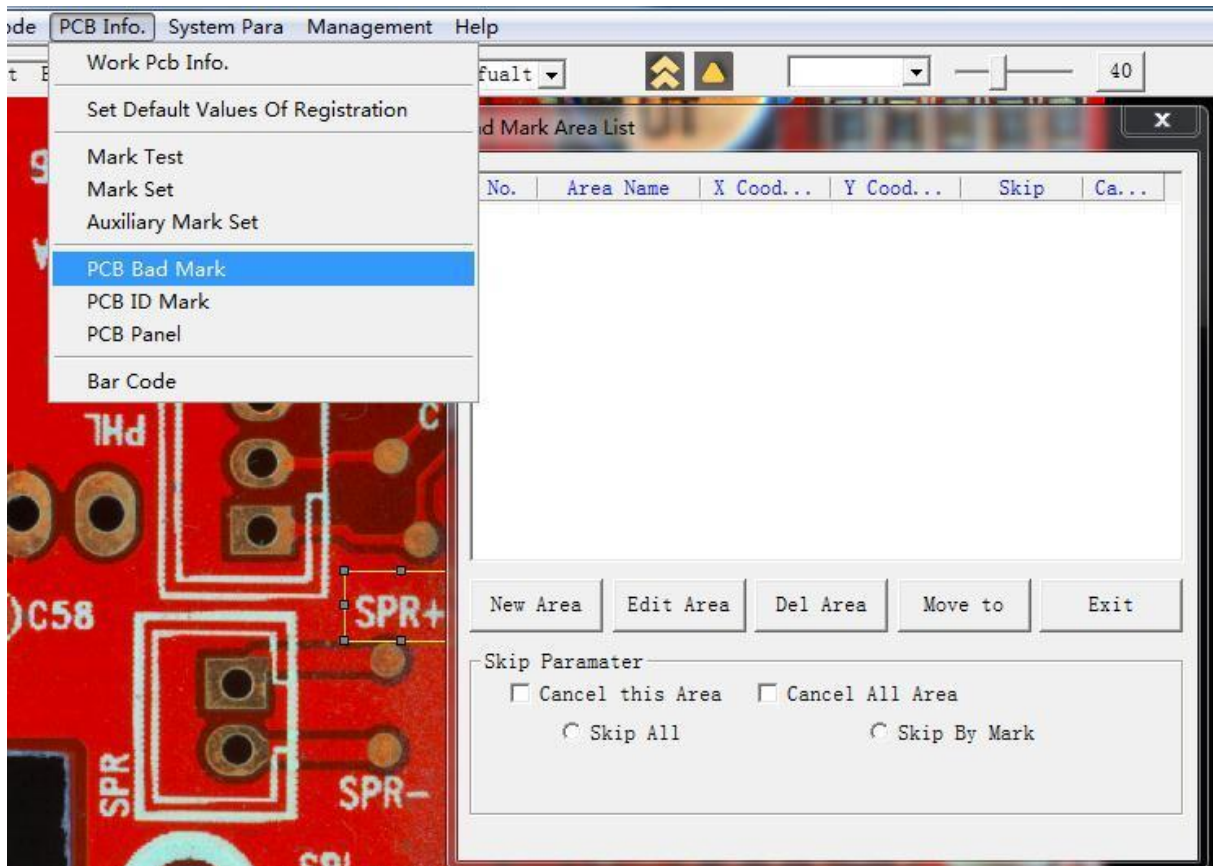 ode PCB Info. System Para Management Help
t E
fualt
40
Work Pcb Info.
Set Default Values Of Registration
Mark Test
Mark Set
Auxiliary Mark Set
PCB Bad Mark
PCB ID Mark
PCB Panel
Bar Code
d Mark Area List
x
No. Area Name X Cood... Y Cood... Skip Ca...
New Area Edit Area Del Area Move to Exit
Skip Paramater
Cancel this Area Cancel All Area
Skip All Skip By Mark
PHL
C
)C58
SPR+
SPR
SPR-